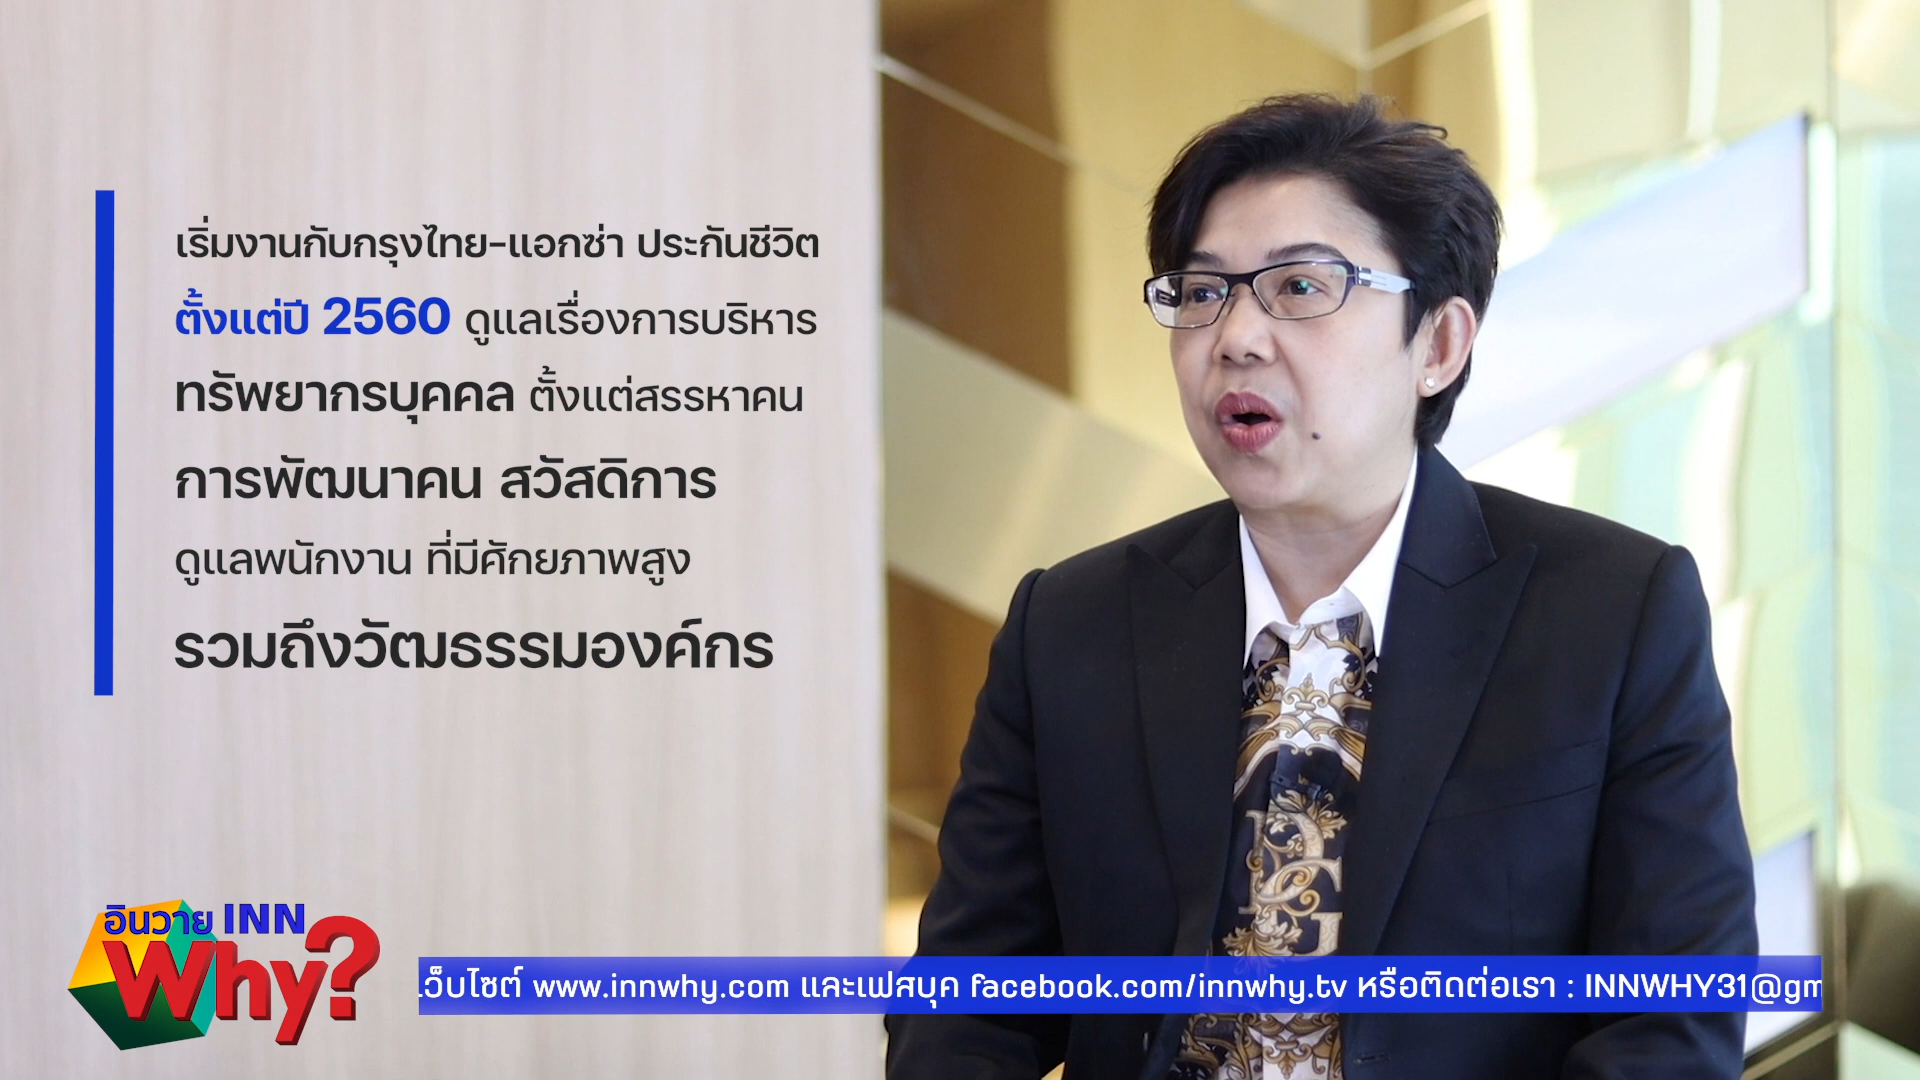 เริ่มงานกับกรุงไทย-แอกซ่า ประกันชีวิต
ตั้งแต่ปี 2560 ดูแลเรื่องการบริหาร
ทรัพยากรบุคคล ตั้งแต่สรรหาคน
การพัฒนาคน สวัสดิการ
ดูแลพนักงาน ที่มีศักยภาพสูง
รวมถึงวัฒธรรมองค์กร
อินวาย INN
Why?
เว็บไซต์ www.innwhy.com และเฟสบุค facebook.com/innwhy.tv หรือติดต่อเรา : INNWHY31@gm